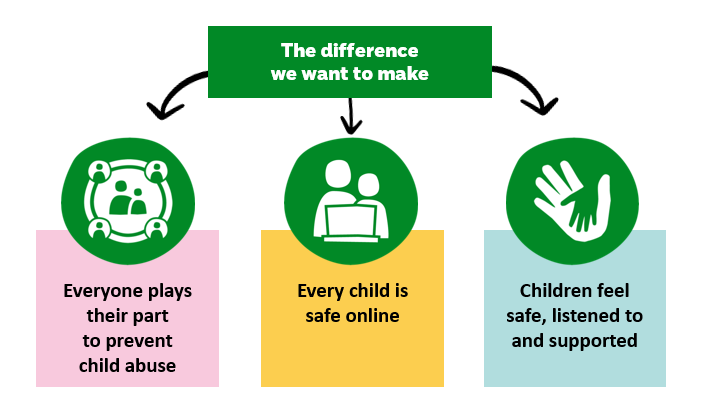 The difference
we want to make
Everyone plays
their part
to prevent
child abuse
Every child is
safe online
Children feel
safe, listened to
and supported